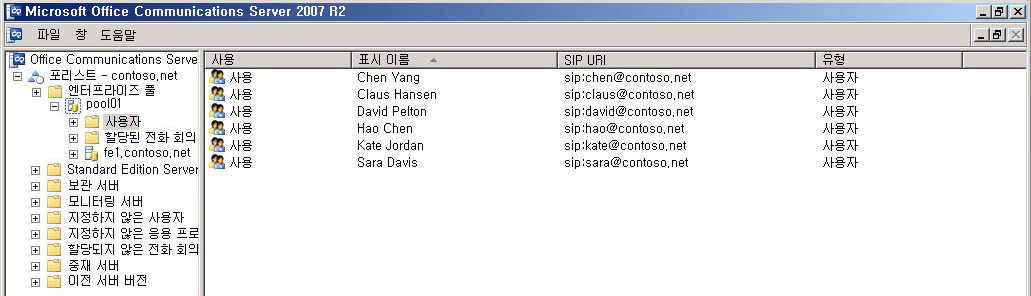 Microsoft Office Communications Server 2007 R2
파일 창 도움말
Office Communications Serve
포리스트 - contoso.net
엔터프라이즈 풀
pool01
사용자
할당된 전화 회의
fe1.contoso.net
Standard Edition Server
보관 서버
모니터링 서버
지정하지 않은 사용자
지정하지 않은 응용 프로
할당되지 않은 전화 회의
중재 서버
이전 서버 버전
사용 표시 이름 SIP URI 유형
사용 Chen Yang sip:chen@contoso.net 사용자
사용 Claus Hansen sip:claus@contoso.net 사용자
사용 David Pelton sip:david@contoso.net 사용자
사용 Hao Chen sip:hao@contoso.net 사용자
사용 Kate Jordan sip:kate@contoso.net 사용자
사용 Sara Davis sip:sara@contoso.net 사용자